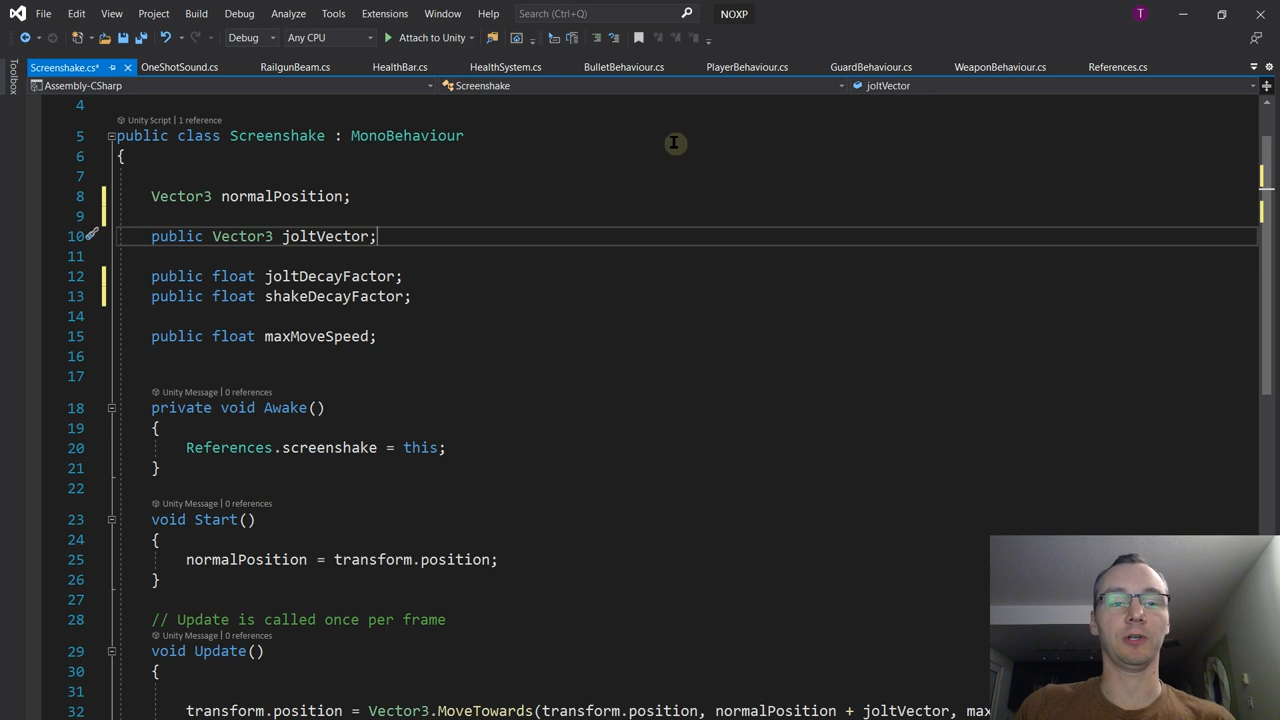 File Edit View Project Build Debug Analyze Tools Extensions Window Help Search (Ctrl+Q) NOXP T
Debug Any CPU Attach to Unity
Screenshake.cs* OneShotSound.cs RailgunBeam.cs HealthBar.cs HealthSystem.cs BulletBehaviour.cs PlayerBehaviour.cs GuardBehaviour.cs WeaponBehaviour.cs References.cs
Toolbox
Assembly-CSharp Screenshake joltVector
4
Unity Script | 1 reference
5 public class Screenshake : MonoBehaviour
6 {
7
8 Vector3 normalPosition;
9
10 public Vector3 joltVector;
11
12 public float joltDecayFactor;
13 public float shakeDecayFactor;
14
15 public float maxMoveSpeed;
16
17
Unity Message | 0 references
18 private void Awake()
19 {
20 References.screenshake = this;
21 }
22
Unity Message | 0 references
23 void Start()
24 {
25 normalPosition = transform.position;
26 }
27
28 // Update is called once per frame
Unity Message | 0 references
29 void Update()
30 {
31
32 transform.position = Vector3.MoveTowards(transform.position, normalPosition + joltVector, max